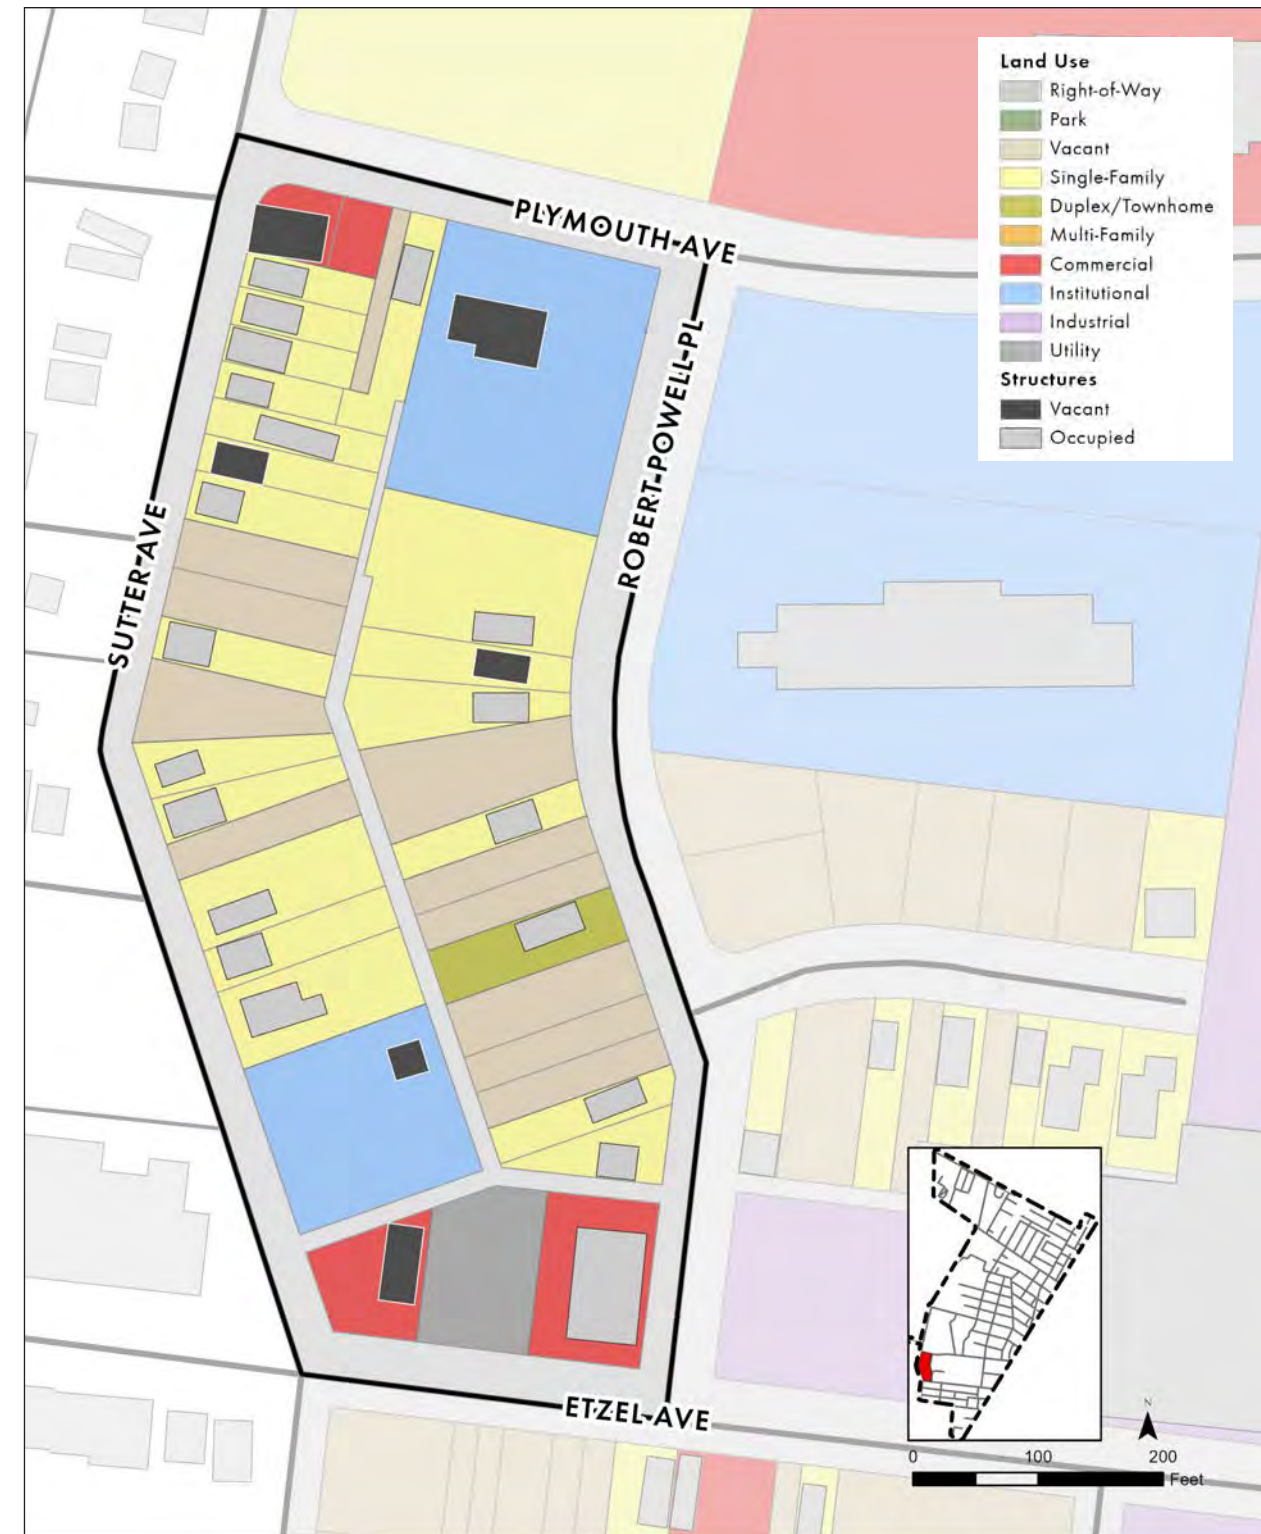 Land Use
Right-of-Way
Park
Vacant
Single-Family
Duplex/Townhome
Multi-Family
Commercial
Institutional
Industrial
Utility
Structures
Vacant
Occupied
PLYMOUTH AVE
ROBERT POWELL PL
SUTTER AVE
ETZEL AVE
N
0 100 200
Feet